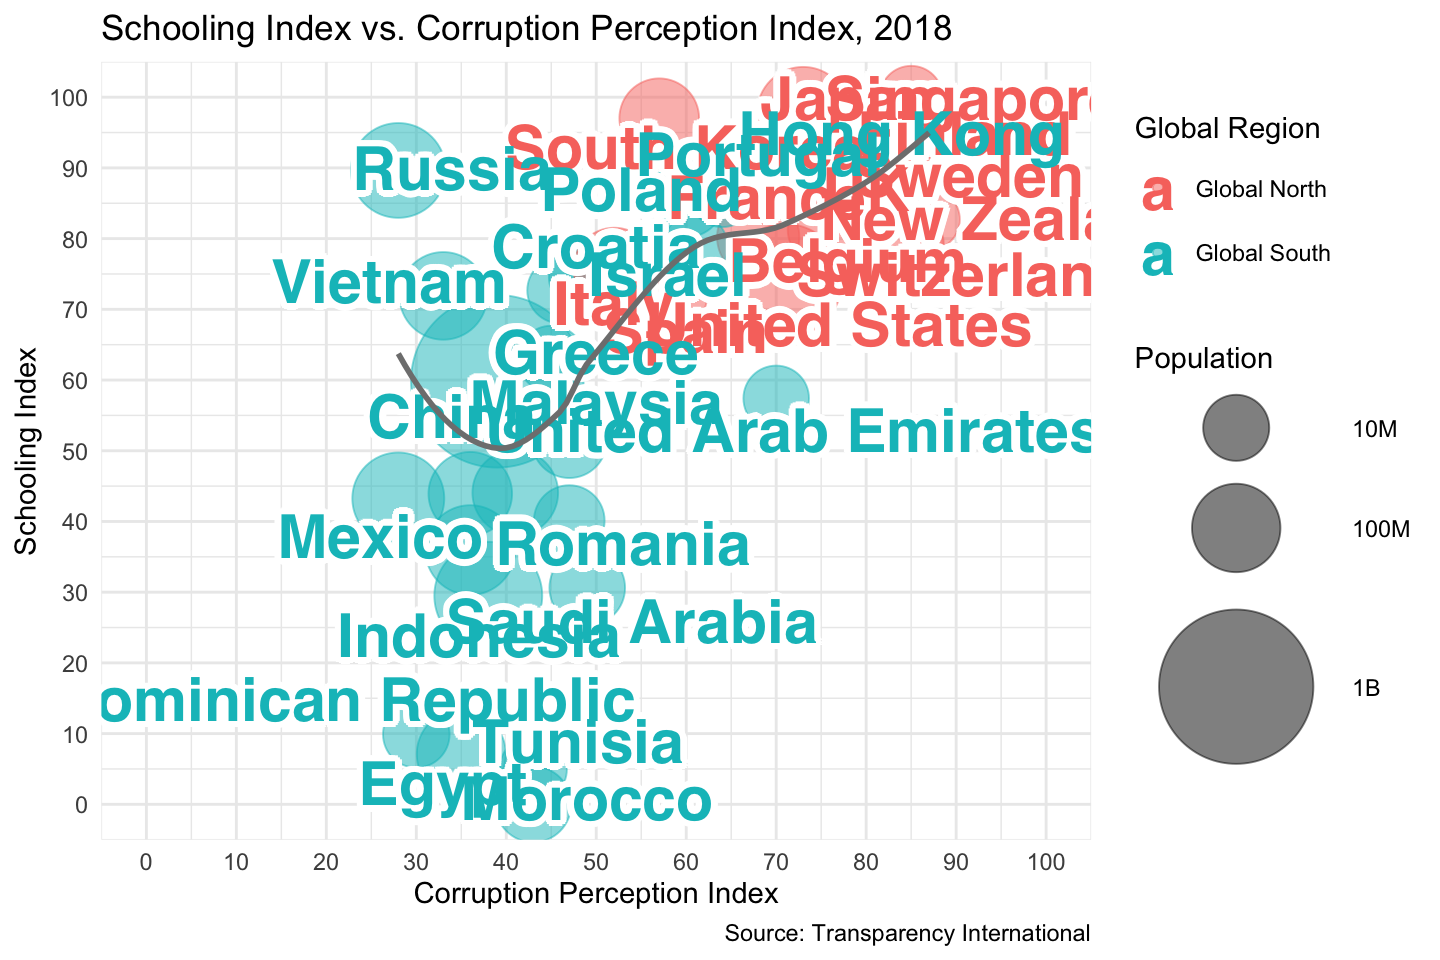 Schooling Index vs. Corruption Perception Index, 2018
Schooling Index
100
90
80
70
60
50
40
30
20
10
0
Japan
Singapore
South Korea
Hong Kong
Portugal
Russia
Poland
France
UK
Sweden
New Zeala
Croatia
Israel
Belgium
Switzerlan
Vietnam
Italy
Spain
United States
Greece
Malaysia
China
United Arab Emirates
Mexico
Romania
Saudi Arabia
Indonesia
ominican Republic
Tunisia
Egypt
Morocco
0 10 20 30 40 50 60 70 80 90 100
Corruption Perception Index
Source: Transparency International
Global Region
a Global North
a Global South
Population
10M
100M
1B